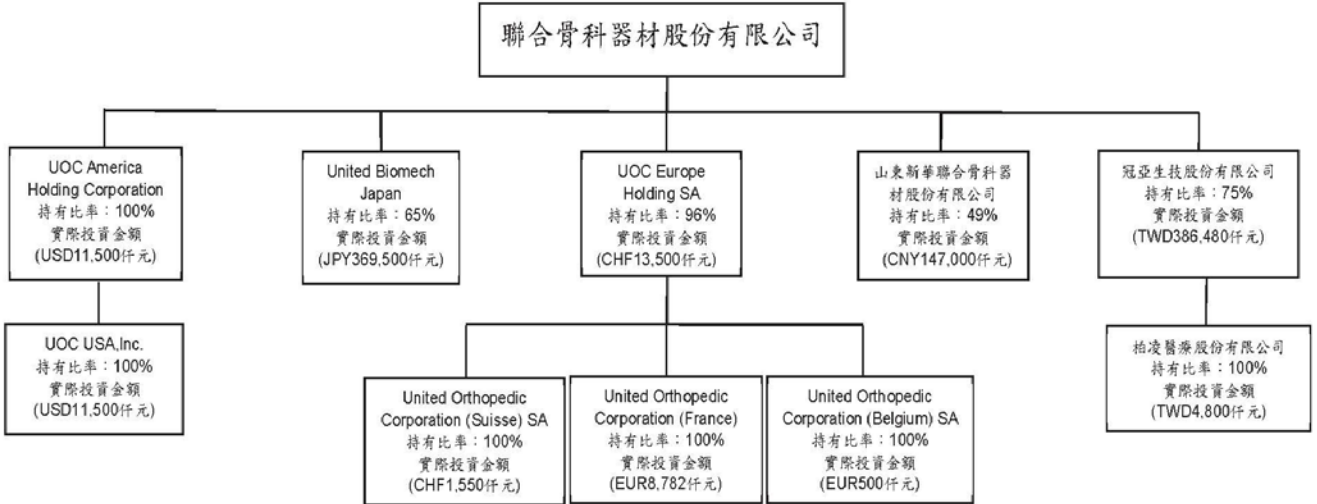 聯合骨科器材股份有限公司
UOC America
Holding Corporation
持有比率：100%
實際投資金額
(USD11,500仟元)
United Biomech
Japan
持有比率：65%
實際投資金額
(JPY369,500仟元)
UOC Europe
Holding SA
持有比率：96%
實際投資金額
(CHF13,500仟元)
山東新華聯合骨科器
材股份有限公司
持有比率：49%
實際投資金額
(CNY147,000仟元)
冠亞生技股份有限公司
持有比率：75%
實際投資金額
(TWD386,480仟元)
UOC USA,Inc.
持有比率：100%
實際投資金額
(USD11,500仟元)
United Orthopedic
Corporation (Suisse) SA
持有比率：100%
實際投資金額
(CHF1,550仟元)
United Orthopedic
Corporation (France)
持有比率：100%
實際投資金額
(EUR8,782仟元)
United Orthopedic
Corporation (Belgium) SA
持有比率：100%
實際投資金額
(EUR500仟元)
柏凌醫療股份有限公司
持有比率：100%
實際投資金額
(TWD4,800仟元)